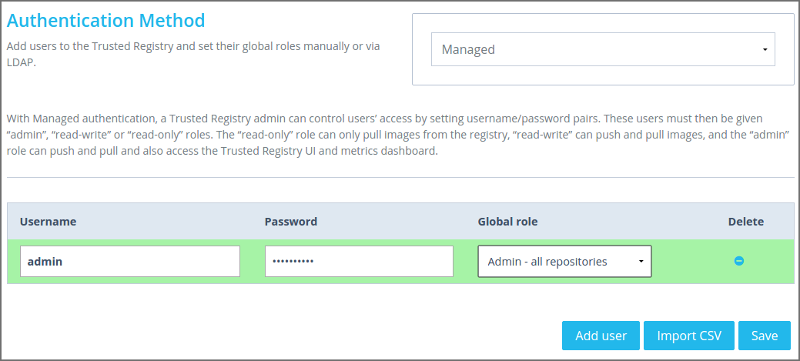 Authentication Method
Add users to the Trusted Registry and set their global roles manually or via
LDAP.
Managed
With Managed authentication, a Trusted Registry admin can control users’ access by setting username/password pairs. These users must then be given
“admin”, “read-write” or “read-only” roles. The “read-only” role can only pull images from the registry, “read-write” can push and pull images, and the “admin”
role can push and pull and also access the Trusted Registry UI and metrics dashboard.
Username Password Global role Delete
admin •••••••••• Admin - all repositories
Add user Import CSV Save